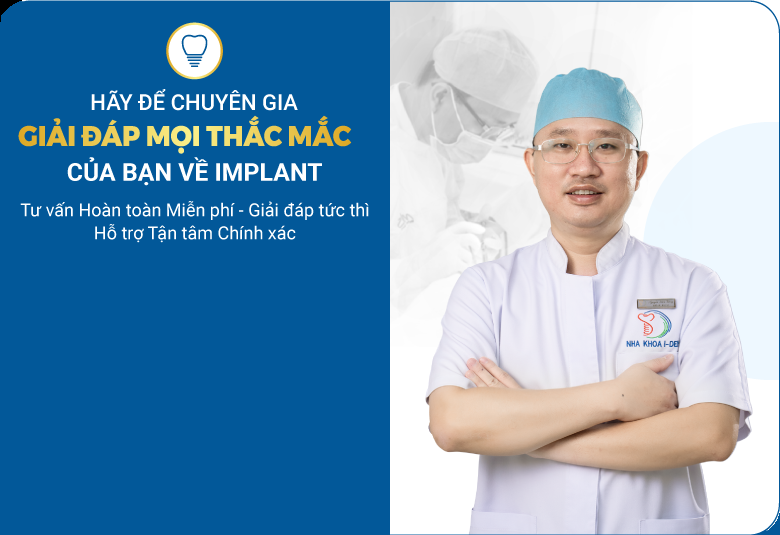 HÃY ĐỂ CHUYÊN GIA
GIẢI ĐÁP MỌI THẮC MẮC
CỦA BẠN VỀ IMPLANT
Tư vấn Hoàn toàn Miễn phí - Giải đáp tức thì
Hỗ trợ Tận tâm Chính xác
NHA KHOA I-DE